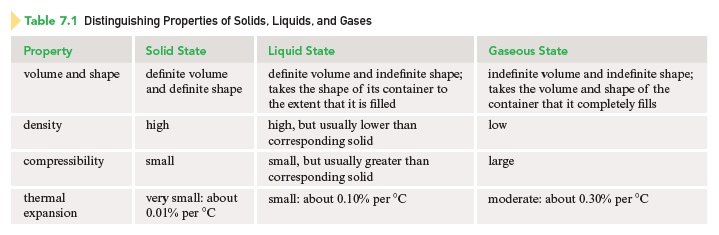 Table 7.1 Distinguishing Properties of Solids, Liquids, and Gases
Property Solid State Liquid State Gaseous State
volume and shape definite volume definite volume and indefinite shape; indefinite volume and indefinite shape;
and definite shape takes the shape of its container to takes the volume and shape of the
the extent that it is filled container that it completely fills
density high high, but usually lower than low
corresponding solid
compressibility small small, but usually greater than large
corresponding solid
thermal very small: about small: about 0.10% per °C moderate: about 0.30% per °C
expansion 0.01% per °C